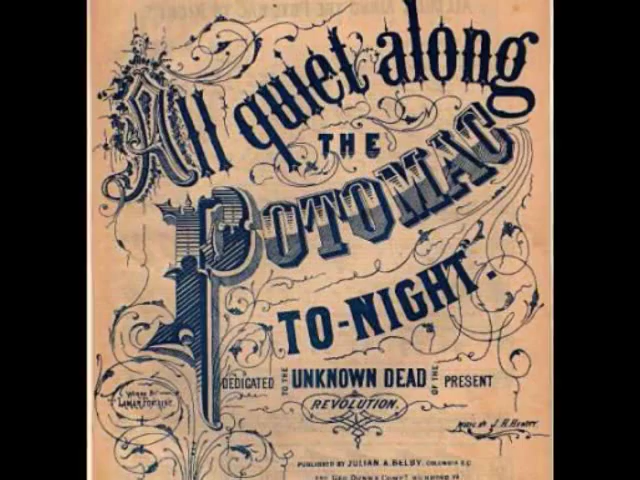 All quiet along
THE
POTOMAC
TO-NIGHT.
DEDICATED TO THE UNKNOWN DEAD OF THE PRESENT
REVOLUTION.
WORDS BY
LAMAR FONTAINE
MUSIC BY J. H. HEWITT
PUBLISHED BY JULIAN A. SELBY, COLUMBIA S.C